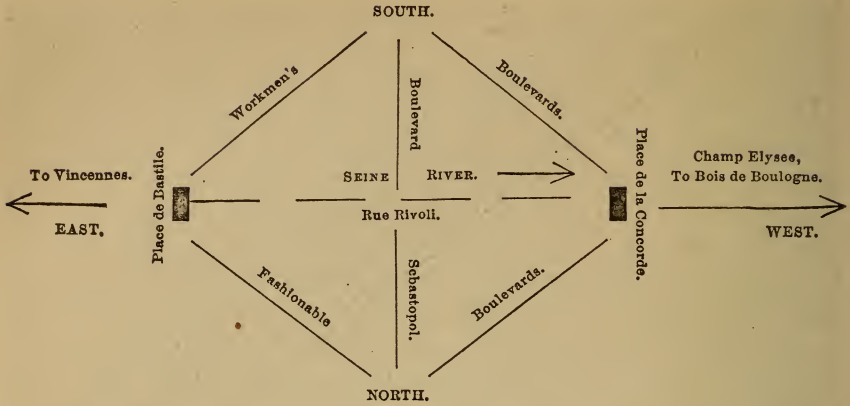 SOUTH.
Workmen's
Boulevard
Boulevards.
To Vincennes.
EAST.
Place de Bastile.
SEINE RIVER.
Rue Rivoli.
Place de la Concorde.
Champ Elysee,
To Bois de Boulogne.
WEST.
Fashionable
Sebastopol.
Boulevards.
NORTH.